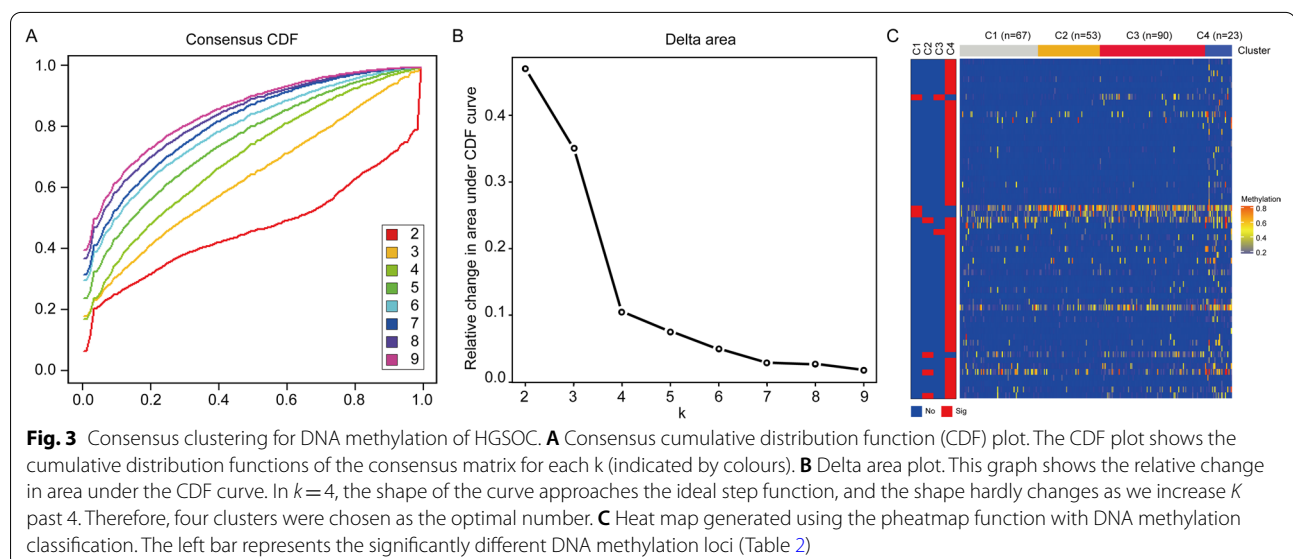 A
Consensus CDF
1.0
0.8
0.6
0.4
0.2
0.0
0.0 0.2 0.4 0.6 0.8 1.0
2
3
4
5
6
7
8
9
B
Delta area
Relative change in area under CDF curve
0.4
0.3
0.2
0.1
0.0
2 3 4 5 6 7 8 9
k
C
C1 C2 C3 C4
C1 (n=67) C2 (n=53) C3 (n=90) C4 (n=23)
Cluster
Methylation
0.8
0.6
0.4
0.2
No Sig
Fig. 3 Consensus clustering for DNA methylation of HGSOC. A Consensus cumulative distribution function (CDF) plot. The CDF plot shows the
cumulative distribution functions of the consensus matrix for each k (indicated by colours). B Delta area plot. This graph shows the relative change
in area under the CDF curve. In k = 4, the shape of the curve approaches the ideal step function, and the shape hardly changes as we increase K
past 4. Therefore, four clusters were chosen as the optimal number. C Heat map generated using the pheatmap function with DNA methylation
classification. The left bar represents the significantly different DNA methylation loci (Table 2)